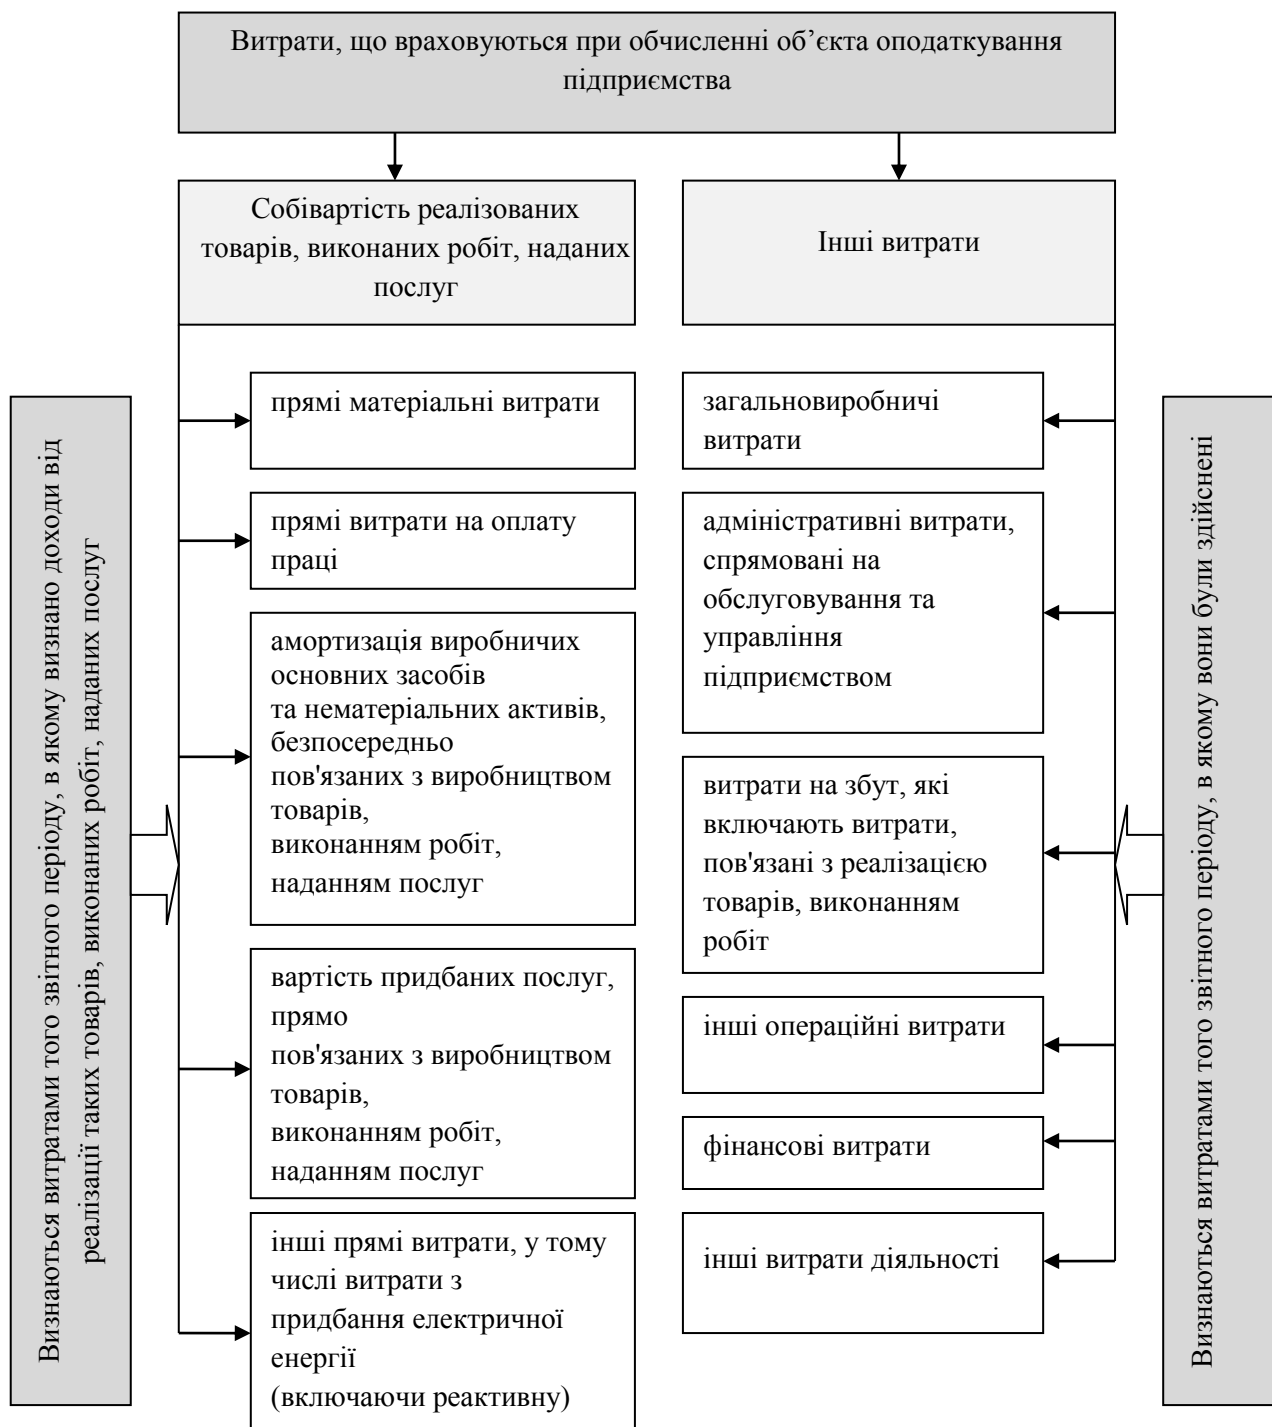 Витрати, що враховуються при обчисленні об’єкта оподаткування
підприємства
Собівартість реалізованих
товарів, виконаних робіт, наданих
послуг
Інші витрати
Визнаються витратами того звітного періоду, в якому визнано доходи від
реалізації таких товарів, виконаних робіт, наданих послуг
прямі матеріальні витрати
прямі витрати на оплату
праці
амортизація виробничих
основних засобів
та нематеріальних активів,
безпосередньо
пов'язаних з виробництвом
товарів,
виконанням робіт,
наданням послуг
вартість придбаних послуг,
прямо
пов'язаних з виробництвом
товарів,
виконанням робіт,
наданням послуг
інші прямі витрати, у тому
числі витрати з
придбання електричної
енергії
(включаючи реактивну)
загальновиробничі
витрати
адміністративні витрати,
спрямовані на
обслуговування та
управління
підприємством
витрати на збут, які
включають витрати,
пов'язані з реалізацією
товарів, виконанням
робіт
інші операційні витрати
фінансові витрати
інші витрати діяльності
Визнаються витратами того звітного періоду, в якому вони були здійснені